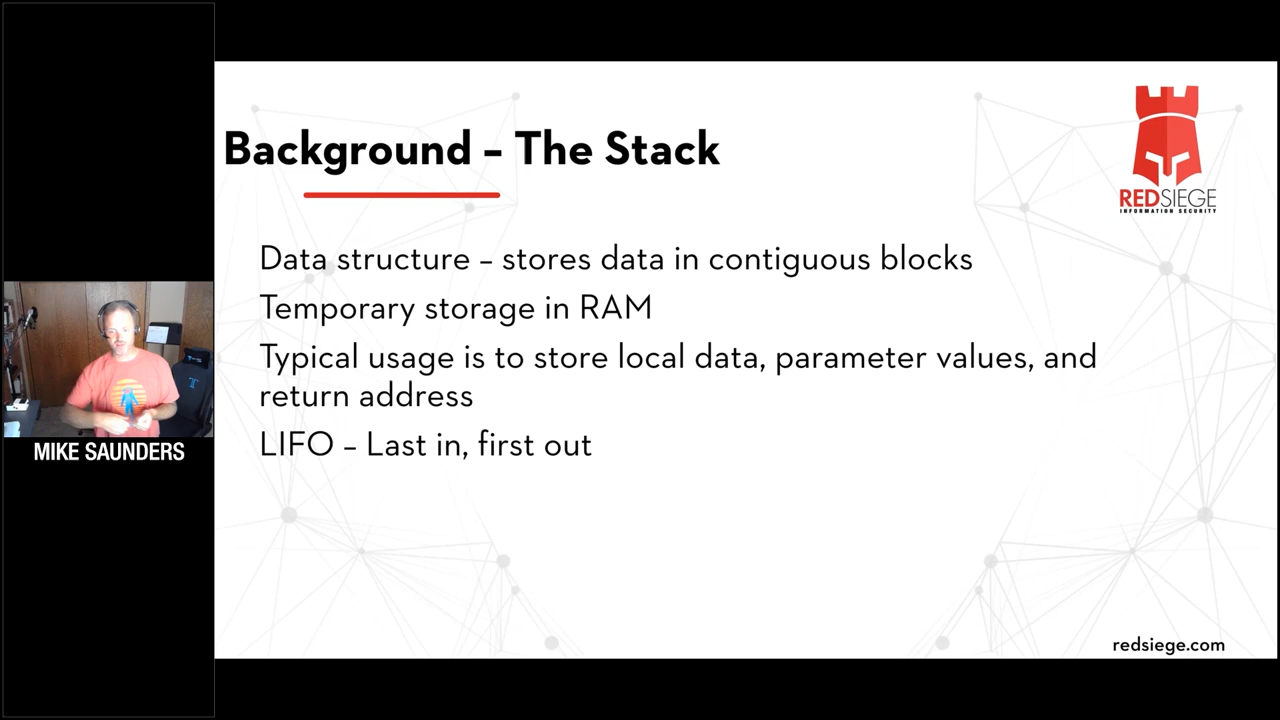 Background – The Stack
REDSIEGE
INFORMATION SECURITY
Data structure – stores data in contiguous blocks
Temporary storage in RAM
Typical usage is to store local data, parameter values, and
return address
LIFO – Last in, first out
MIKE SAUNDERS
redsiege.com